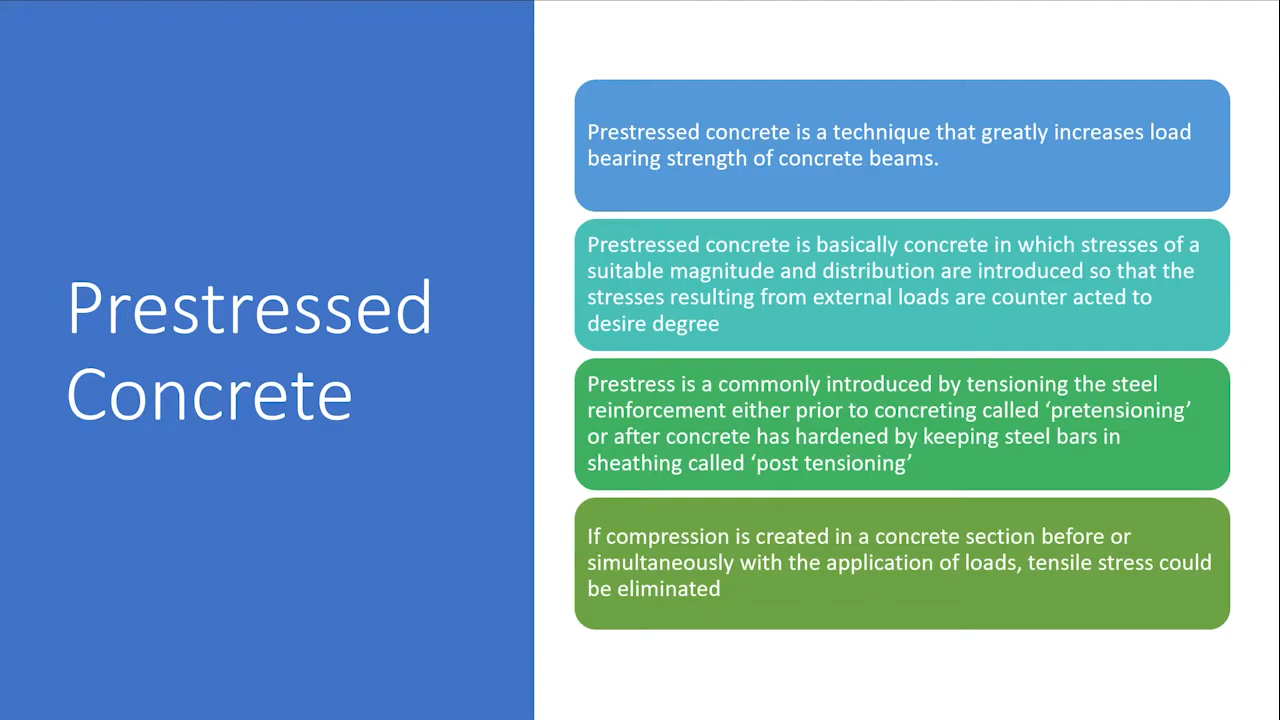 Prestressed
Concrete
Prestressed concrete is a technique that greatly increases load
bearing strength of concrete beams.
Prestressed concrete is basically concrete in which stresses of a
suitable magnitude and distribution are introduced so that the
stresses resulting from external loads are counter acted to
desire degree
Prestress is a commonly introduced by tensioning the steel
reinforcement either prior to concreting called ‘pretensioning’
or after concrete has hardened by keeping steel bars in
sheathing called ‘post tensioning’
If compression is created in a concrete section before or
simultaneously with the application of loads, tensile stress could
be eliminated